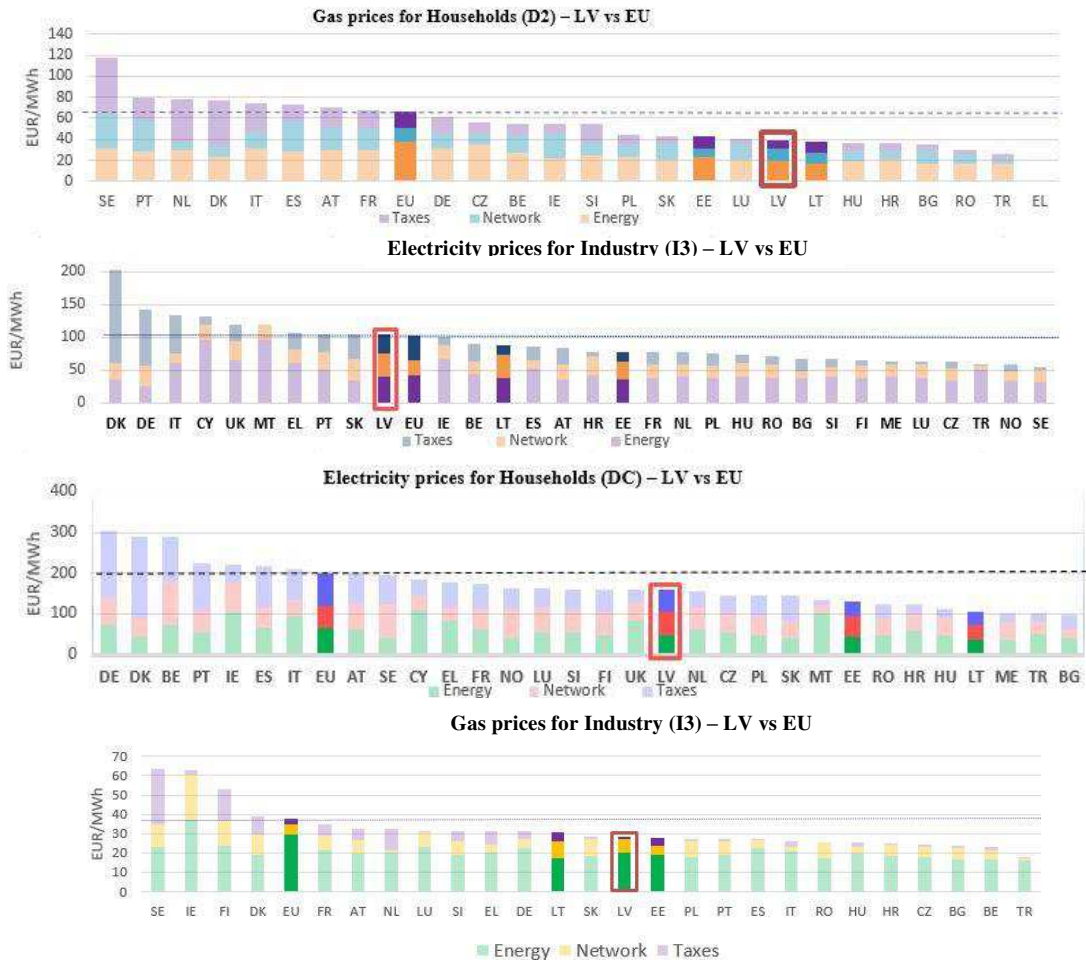 Gas prices for Households (D2) – LV vs EU
140
120
100
80
60
40
20
0
EUR/MWh
SE PT NL DK IT ES AT FR EU DE CZ BE IE SI PL SK EE LU LV LT HU HR BG RO TR EL
Taxes Network Energy
Electricity prices for Industry (I3) – LV vs EU
200
150
100
50
0
EUR/MWh
DK DE IT CY UK MT EL PT SK LV EU IE BE LT ES AT HR EE FR NL PL HU RO BG SI FI ME LU CZ TR NO SE
Taxes Network Energy
Electricity prices for Households (DC) – LV vs EU
400
300
200
100
0
EUR/MWh
DE DK BE PT IE ES IT EU AT SE CY EL FR NO LU SI FI UK LV NL CZ PL SK MT EE RO HR HU LT ME TR BG
Energy Network Taxes
Gas prices for Industry (I3) – LV vs EU
70
60
50
40
30
20
10
0
EUR/MWh
SE IE FI DK EU FR AT NL LU SI EL DE LT SK LV EE PL PT ES IT RO HU HR CZ BG BE TR
Energy Network Taxes